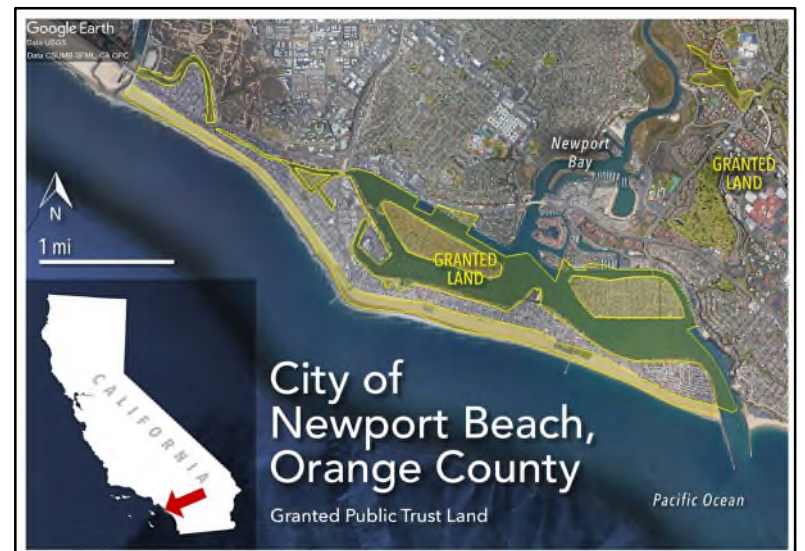 Google Earth
Data USGS
Data CSUMB SFML, CA OPC
Newport
Bay
GRANTED
LAND
N
1 mi
GRANTED
LAND
CALIFORNIA
City of
Newport Beach,
Orange County
Granted Public Trust Land
Pacific Ocean